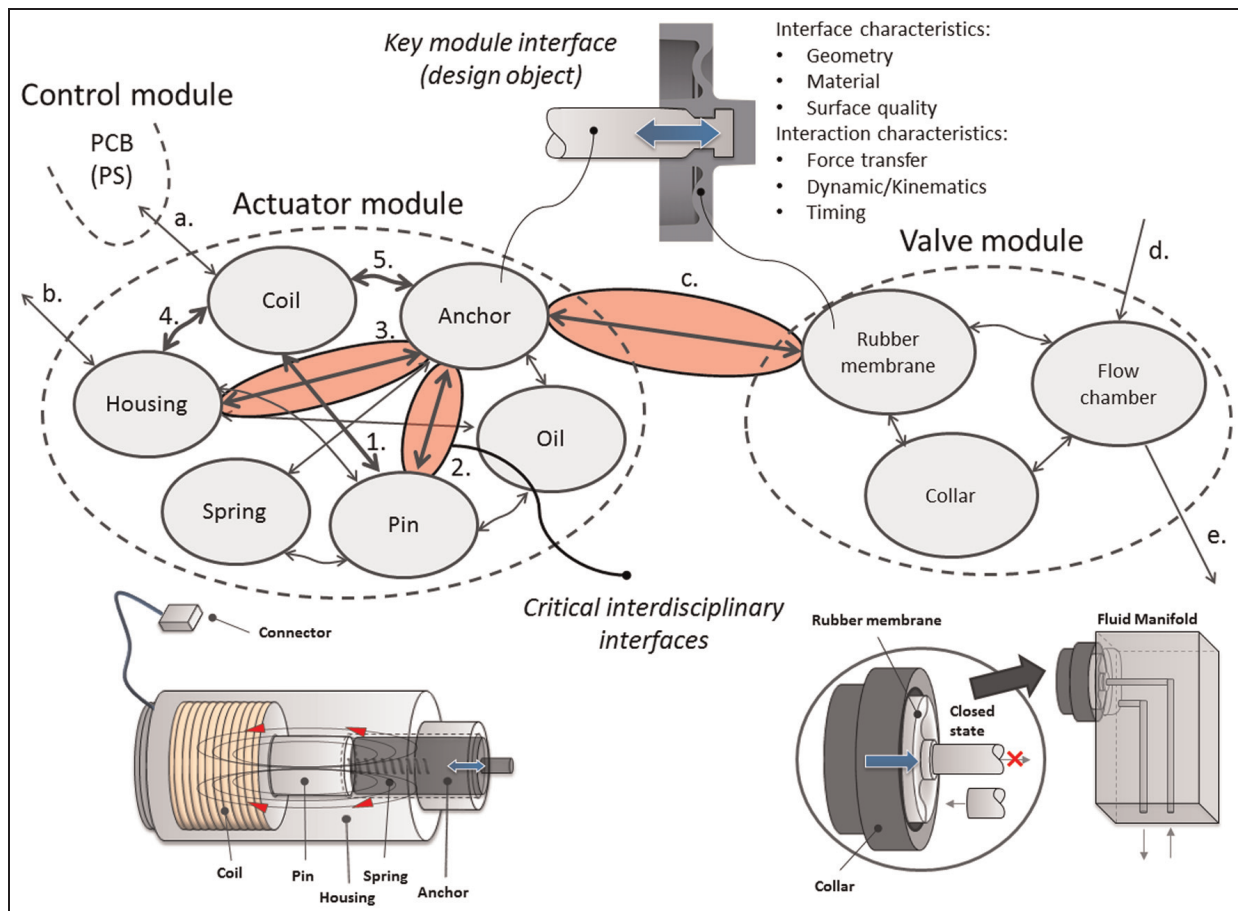 Key module interface
(design object)
Interface characteristics:
• Geometry
• Material
• Surface quality
Interaction characteristics:
• Force transfer
• Dynamic/Kinematics
• Timing
Control module
PCB
(PS)
a.
Actuator module
Valve module
b.
4.
Coil
5.
3.
Anchor
c.
d.
Housing
1.
2.
Oil
Spring
Pin
Rubber
membrane
Flow
chamber
Collar
e.
Critical interdisciplinary
interfaces
Connector
Coil
Pin
Housing
Spring
Anchor
Rubber membrane
Closed
state
Collar
Fluid Manifold